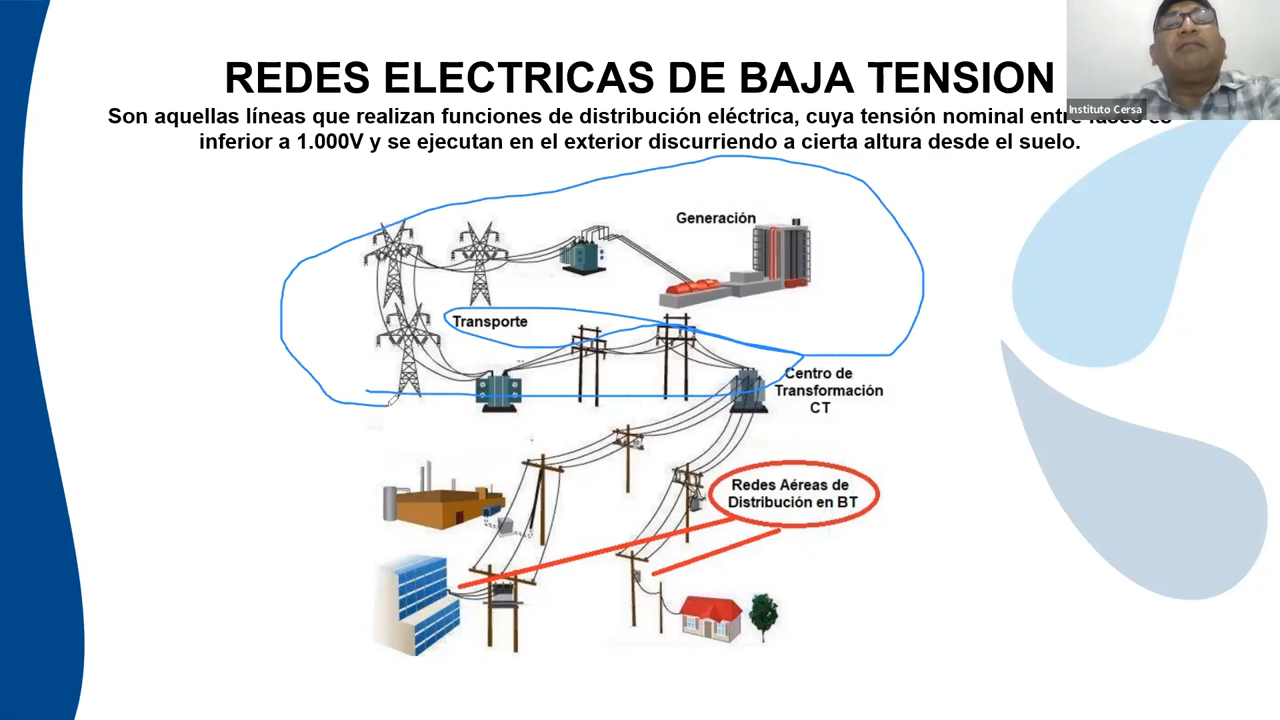 REDES ELECTRICAS DE BAJA TENSION
Son aquellas líneas que realizan funciones de distribución eléctrica, cuya tensión nominal entre fases es
inferior a 1.000V y se ejecutan en el exterior discurriendo a cierta altura desde el suelo.
Instituto Cersa
Generación
Transporte
Centro de
Transformación
CT
Redes Aéreas de
Distribución en BT